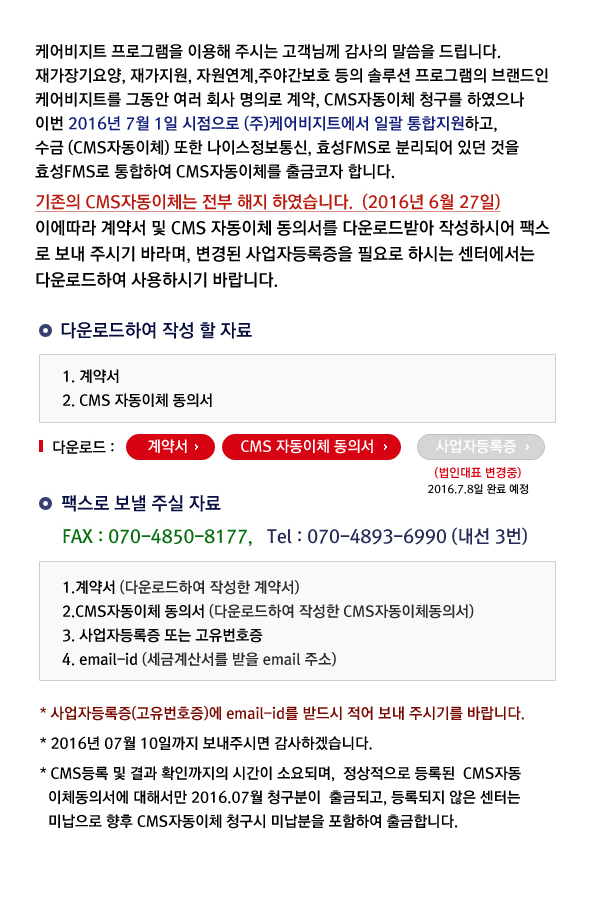 케어비지트 프로그램을 이용해 주시는 고객님께 감사의 말씀을 드립니다.
재가장기요양, 재가지원, 자원연계,주야간보호 등의 솔루션 프로그램의 브랜드인
케어비지트를 그동안 여러 회사 명의로 계약, CMS자동이체 청구를 하였으나
이번 2016년 7월 1일 시점으로 (주)케어비지트에서 일괄 통합지원하고,
수금 (CMS자동이체) 또한 나이스정보통신, 효성FMS로 분리되어 있던 것을
효성FMS로 통합하여 CMS자동이체를 출금코자 합니다.
기존의 CMS자동이체는 전부 해지 하였습니다. (2016년 6월 27일)
이에따라 계약서 및 CMS 자동이체 동의서를 다운로드받아 작성하시어 팩스
로 보내 주시기 바라며, 변경된 사업자등록증을 필요로 하시는 센터에서는
다운로드하여 사용하시기 바랍니다.
다운로드하여 작성 할 자료
1. 계약서
2. CMS 자동이체 동의서
다운로드 : 계약서 › CMS 자동이체 동의서 › 사업자등록증 ›
(법인대표 변경중)
2016.7.8일 완료 예정
팩스로 보낼 주실 자료
FAX : 070-4850-8177, Tel : 070-4893-6990 (내선 3번)
1.계약서 (다운로드하여 작성한 계약서)
2.CMS자동이체 동의서 (다운로드하여 작성한 CMS자동이체동의서)
3. 사업자등록증 또는 고유번호증
4. email-id (세금계산서를 받을 email 주소)
* 사업자등록증(고유번호증)에 email-id를 받드시 적어 보내 주시기를 바랍니다.
* 2016년 07월 10일까지 보내주시면 감사하겠습니다.
* CMS등록 및 결과 확인까지의 시간이 소요되며, 정상적으로 등록된 CMS자동
이체동의서에 대해서만 2016.07월 청구분이 출금되고, 등록되지 않은 센터는
미납으로 향후 CMS자동이체 청구시 미납분을 포함하여 출금합니다.